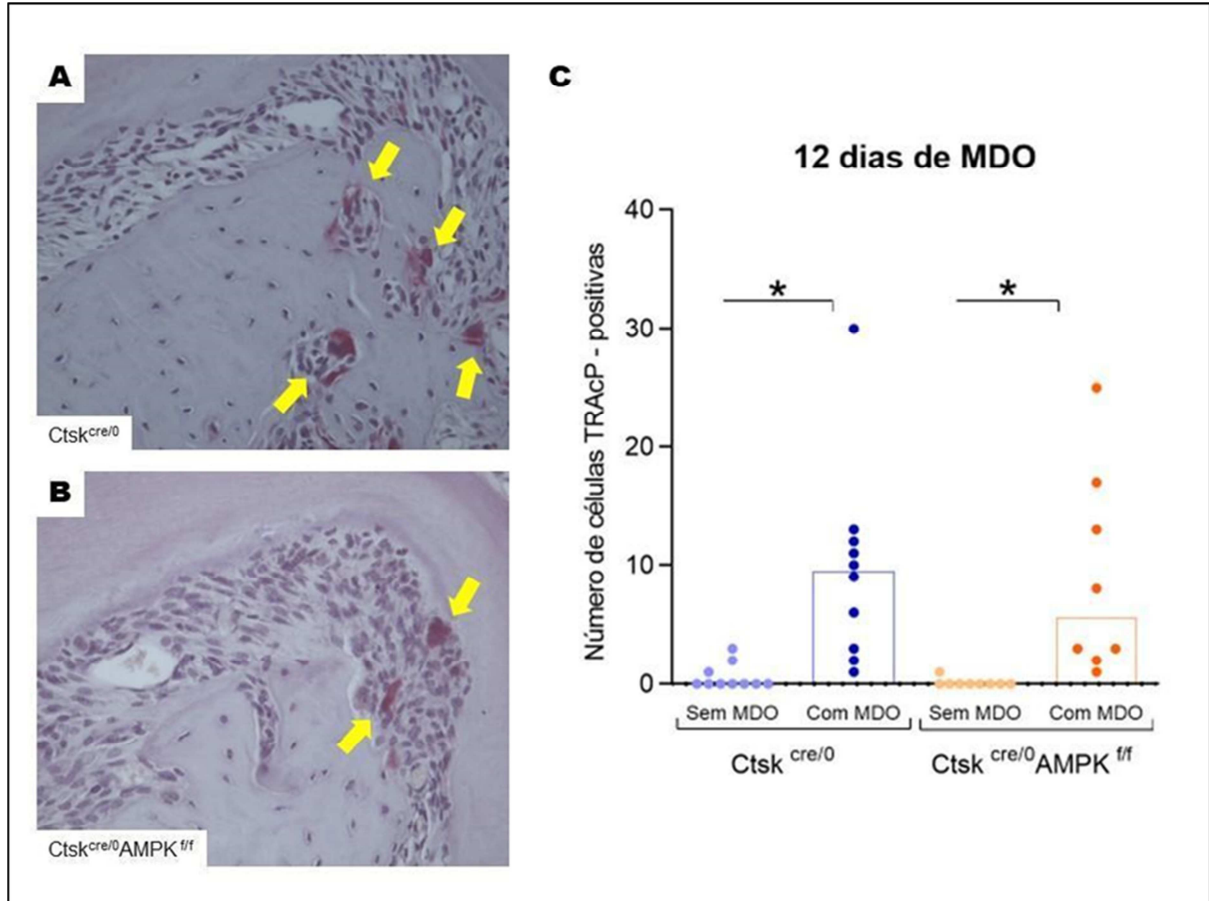 A
Ctsk cre/0
B
Ctsk cre/0 AMPK f/f
C
12 dias de MDO
Número de células TRAcP - positivas
40
30
20
10
0
*
*
Sem MDO
Com MDO
Sem MDO
Com MDO
Ctsk cre/0
Ctsk cre/0 AMPK f/f